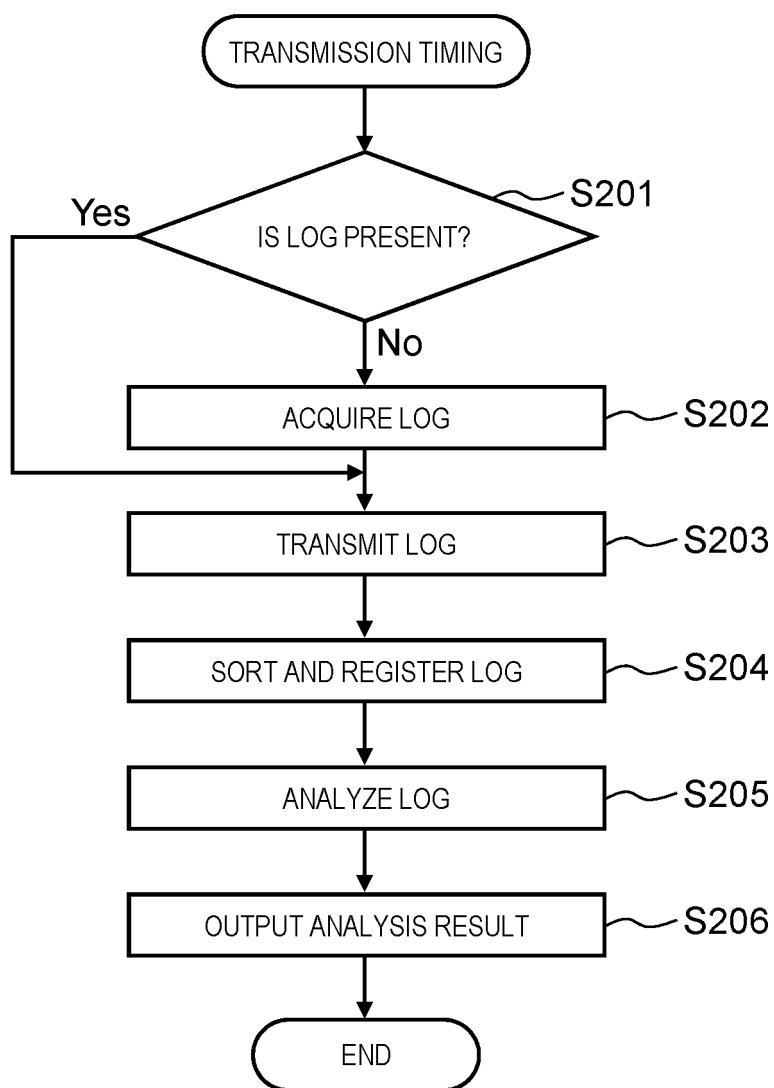 TRANSMISSION TIMING
S201
Yes
IS LOG PRESENT?
No
ACQUIRE LOG
S202
TRANSMIT LOG
S203
SORT AND REGISTER LOG
S204
ANALYZE LOG
S205
OUTPUT ANALYSIS RESULT
S206
END